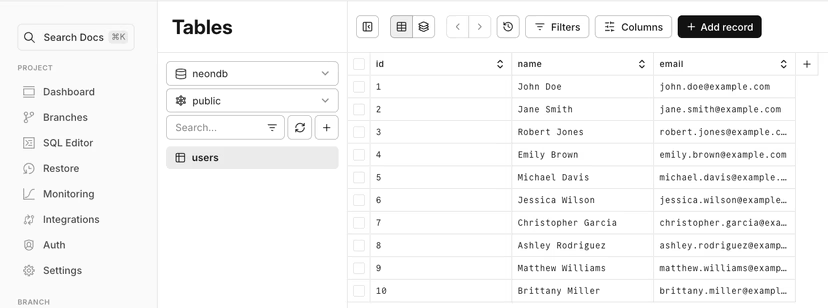 Search Docs ⌘K
PROJECT
Dashboard
Branches
SQL Editor
Restore
Monitoring
Integrations
Auth
Settings
BRANCH
Tables
neondb
public
Search...
users
Filters
Columns
+ Add record
id name email
1 John Doe john.doe@example.com
2 Jane Smith jane.smith@example.com
3 Robert Jones robert.jones@example.c…
4 Emily Brown emily.brown@example.com
5 Michael Davis michael.davis@example.…
6 Jessica Wilson jessica.wilson@example…
7 Christopher Garcia christopher.garcia@exa…
8 Ashley Rodriguez ashley.rodriguez@examp…
9 Matthew Williams matthew.williams@examp…
10 Brittany Miller brittany.miller@exampl…